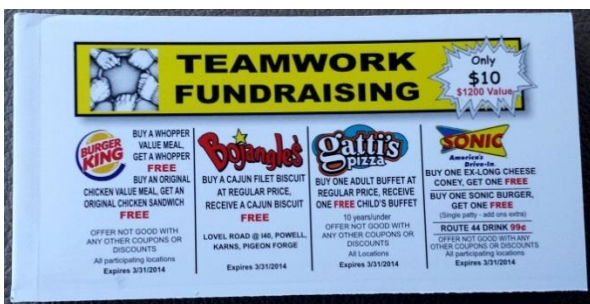 TEAMWORK
FUNDRAISING
Only
$10
$1200 Value
BURGER
KING
BUY A WHOPPER
VALUE MEAL,
GET A WHOPPER
FREE
BUY AN ORIGNAL
CHICKEN VALUE MEAL, GET AN
ORIGINAL CHICKEN SANDWICH
FREE
OFFER NOT GOOD WITH
ANY OTHER COUPONS OR
DISCOUNTS
All participating locations
Expires 3/31/2014
Bojangles'
BUY A CAJUN FILET BISCUIT
AT REGULAR PRICE,
RECEIVE A CAJUN BISCUIT
FREE
LOVEL ROAD @ I40, POWELL,
KARNS, PIGEON FORGE
Expires 3/31/2014
gatti's
pizza
BUY ONE ADULT BUFFET AT
REGULAR PRICE, RECEIVE
ONE FREE CHILD'S BUFFET
10 years/under
OFFER NOT GOOD WITH
ANY OTHER COUPONS OR
DISCOUNTS
All Locations
Expires 3/31/2014
SONIC
America's
Drive-In.
BUY ONE EX-LONG CHEESE
CONEY, GET ONE FREE
BUY ONE SONIC BURGER,
GET ONE FREE
(Single patty - add ons extra)
ROUTE 44 DRINK 99¢
OFFER NOT GOOD WITH ANY
OTHER COUPONS OR DISCOUNTS
All participating locations
Expires 3/31/2014